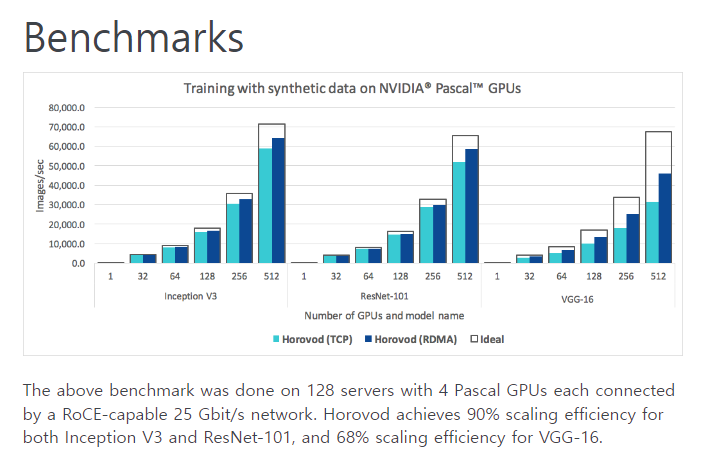 Benchmarks
Training with synthetic data on NVIDIA® Pascal™ GPUs
Images/sec
80,000.0
70,000.0
60,000.0
50,000.0
40,000.0
30,000.0
20,000.0
10,000.0
0.0
1 32 64 128 256 512 1 32 64 128 256 512 1 32 64 128 256 512
Inception V3 ResNet-101 VGG-16
Number of GPUs and model name
Horovod (TCP) Horovod (RDMA) Ideal
The above benchmark was done on 128 servers with 4 Pascal GPUs each connected
by a RoCE-capable 25 Gbit/s network. Horovod achieves 90% scaling efficiency for
both Inception V3 and ResNet-101, and 68% scaling efficiency for VGG-16.